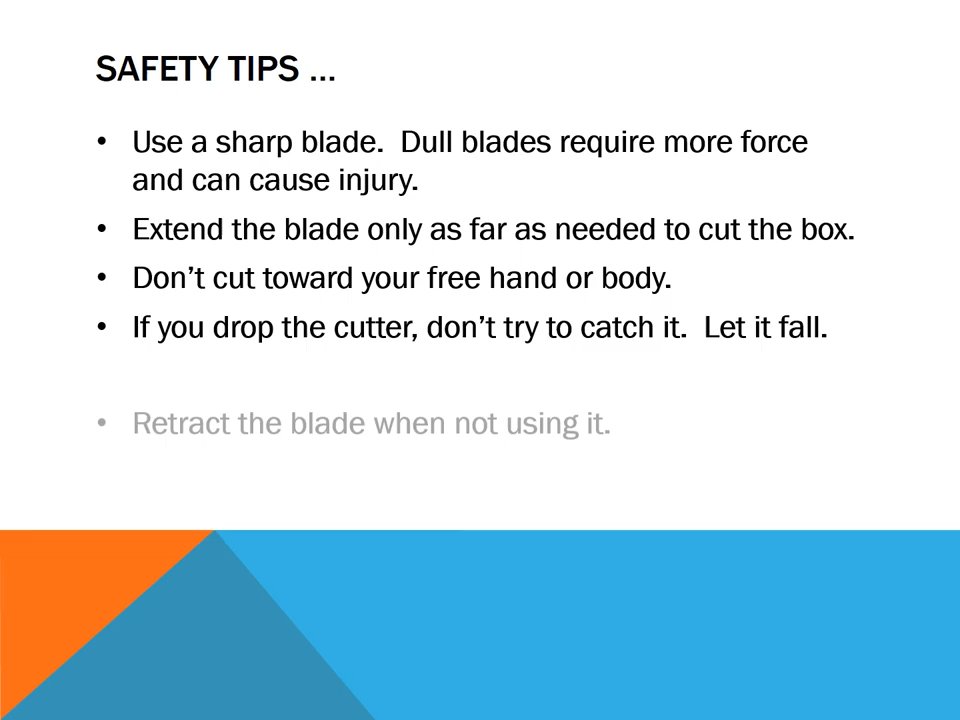 SAFETY TIPS ...
• Use a sharp blade.  Dull blades require more force
and can cause injury.
• Extend the blade only as far as needed to cut the box.
• Don’t cut toward your free hand or body.
• If you drop the cutter, don’t try to catch it.  Let it fall.
• Retract the blade when not using it.